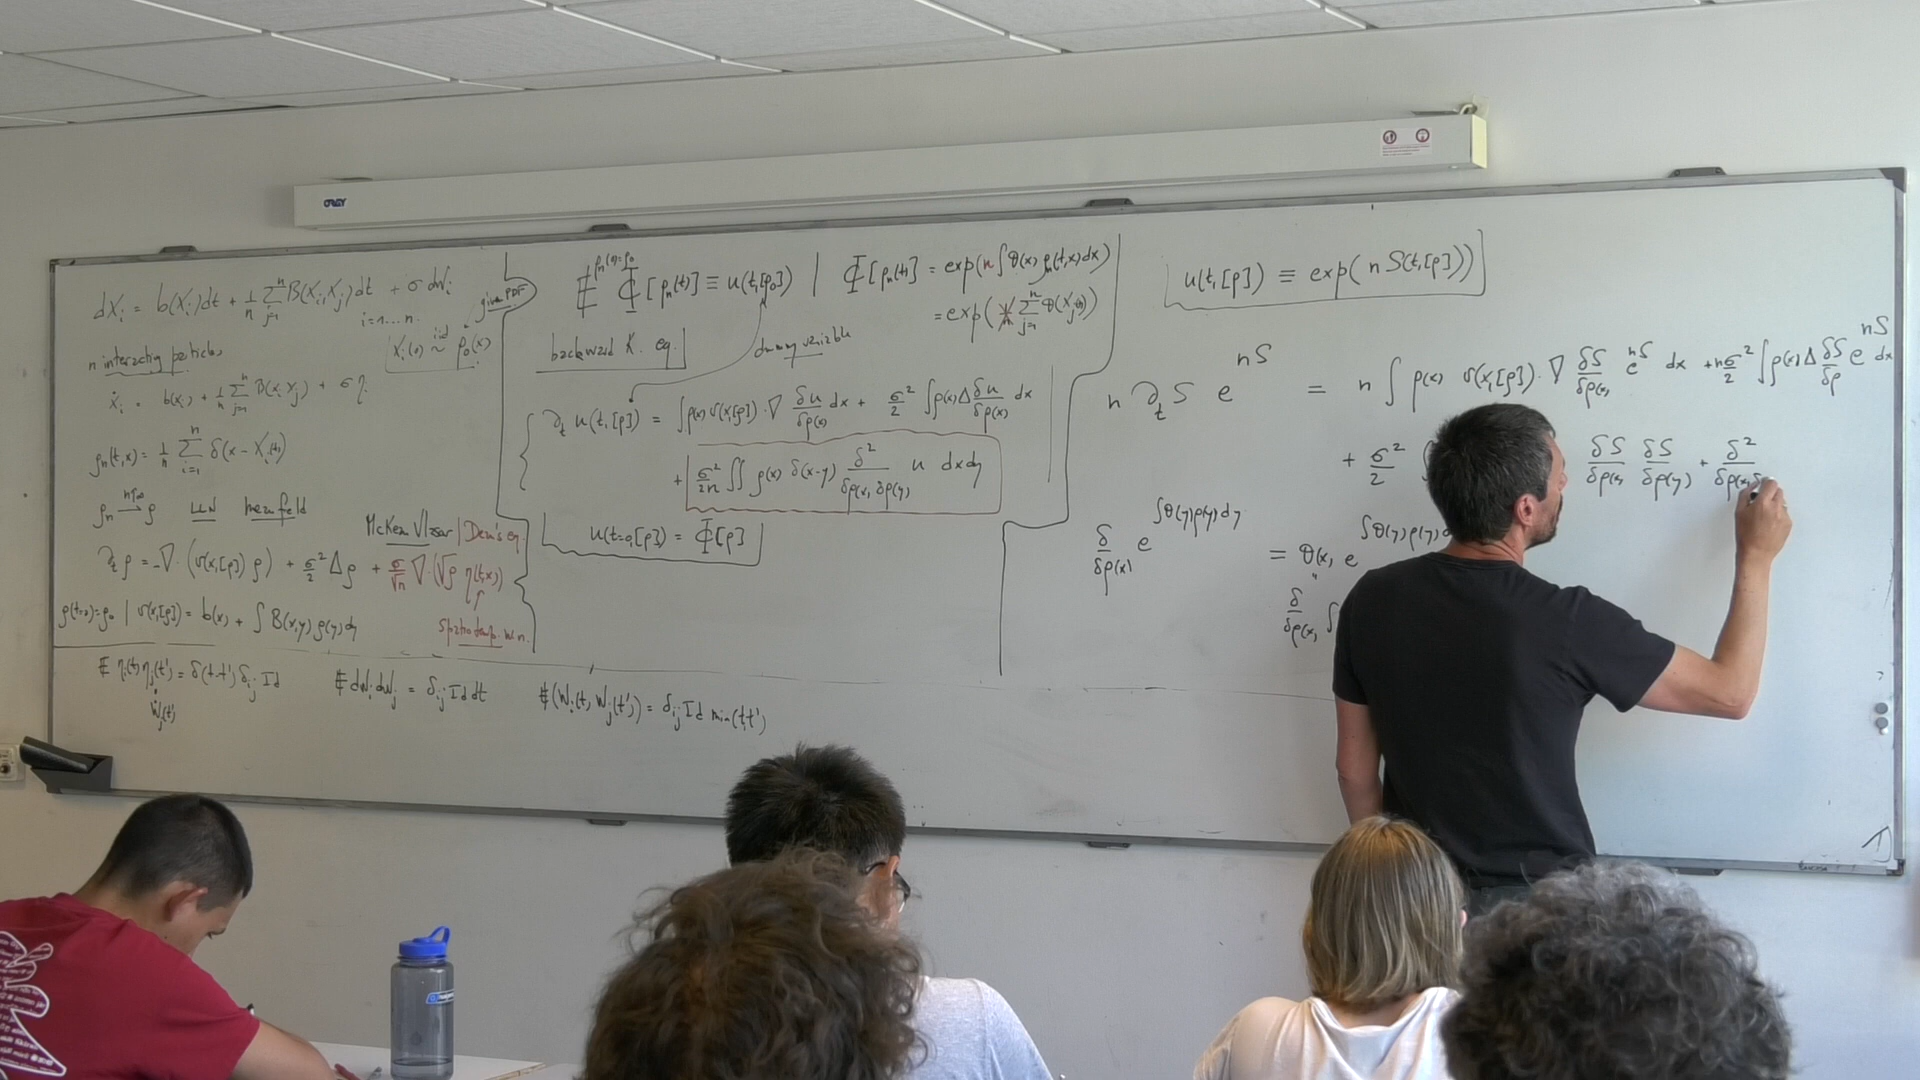 dX_i = b(X_i)dt + 1/n ∑_{j=1}^n B(X_i, X_j) dt + σ dW_i
i=1...n.
given PDF
n interacting particles
X_i(0) iid ~ ρ_0(x)
Ẋ_i = b(X_i) + 1/n ∑_{j=1}^n B(X_i X_j) + σ η_i
ρ_n(t,x) = 1/n ∑_{i=1}^n δ(x - X_i(t))
ρ_n → ρ LLN mean field
McKean Vlasov | Dean's eq.
∂_t ρ = -∇·(v(x,[ρ]) ρ) + σ²/2 Δρ + σ/√n ∇·(√ρ η(t,x))
ρ(t=0)=ρ_0 | v(x,[ρ]) = b(x) + ∫ B(x,y) ρ(y) dy
spatio temp. w.n.
E η_i(t) η_j(t') = δ(t-t') δ_ij Id
Ẇ_j(t')
E dW_i dW_j = δ_ij Id dt
E(W_i(t) W_j(t')) = δ_ij Id min(t,t')
E^{ρ_n(0)=ρ_0} Φ[ρ_n(t)] ≡ u(t,[ρ_0]) | Φ[ρ_n(t)] = exp(n∫θ(x) ρ_n(t,x)dx)
= exp(∑_{j=1}^n θ(X_j(t)))
backward K. eq.
dummy variable
∂_t u(t,[ρ]) = ∫ρ(x) v(x,[ρ])·∇ δu/δρ(x) dx + σ²/2 ∫ρ(x)Δ δu/δρ(x) dx
+ σ²/2n ∬ ρ(x) δ(x-y) δ²/δρ(x) δρ(y) u dxdy
u(t=0,[ρ]) = Φ[ρ]
u(t,[ρ]) ≡ exp(n S(t,[ρ]))
n ∂_t S e^{nS} = n ∫ ρ(x) v(x,[ρ])·∇ δS/δρ(x) e^{nS} dx + nσ²/2 ∫ρ(x)Δ δS/δρ e^{nS} dx
+ σ²/2 δS/δρ(x) δS/δρ(y) + δ²/δρ(x)
δ/δρ(x) e^{∫θ(y)ρ(y)dy} = θ(x) e^{∫θ(y)ρ(y)d
δ/δρ(x) ∫